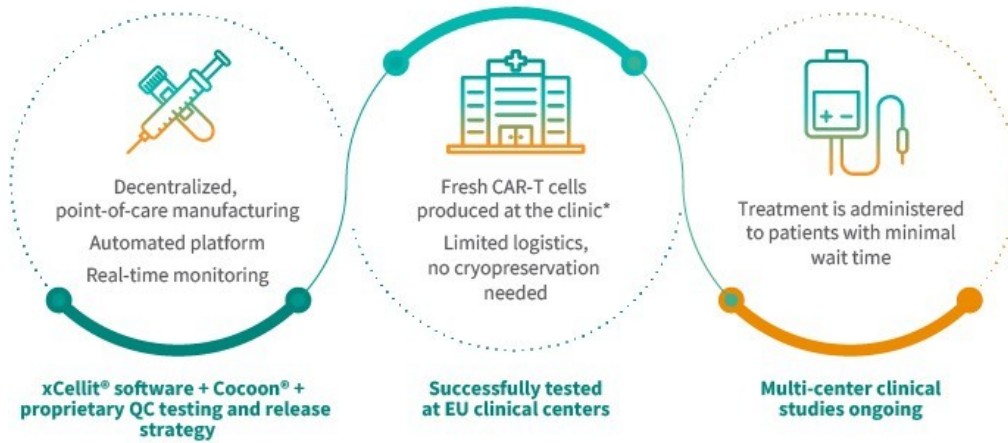 Decentralized,
point-of-care manufacturing
Automated platform
Real-time monitoring
xCellit® software + Cocoon® +
proprietary QC testing and release
strategy
Fresh CAR-T cells
produced at the clinic*
Limited logistics,
no cryopreservation
needed
Successfully tested
at EU clinical centers
Treatment is administered
to patients with minimal
wait time
Multi-center clinical
studies ongoing